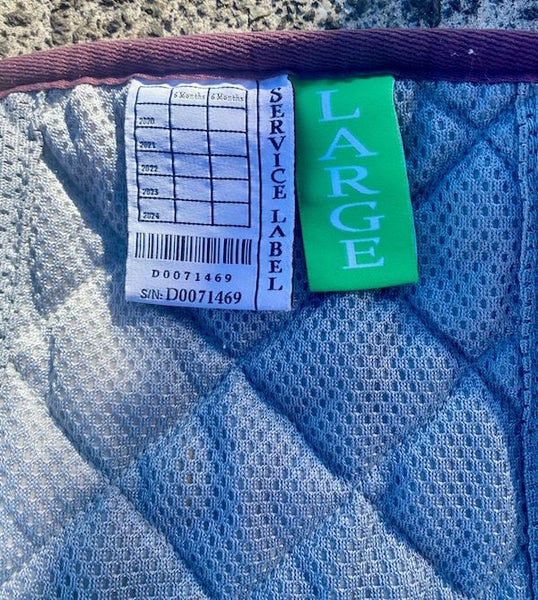 6 Months 6 Months
2020
2021
2022
2023
2024
D0071469
S/N: D0071469
SERVICE LABEL
LARGE